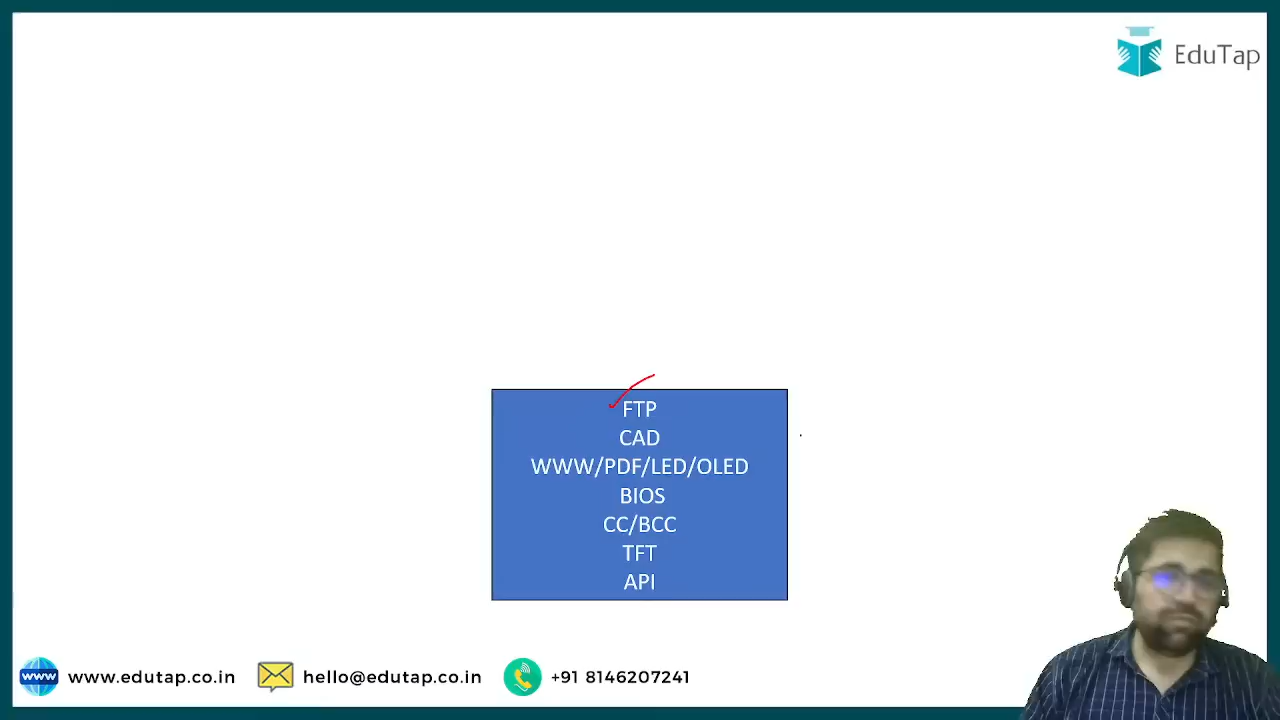 EduTap
FTP
CAD
WWW/PDF/LED/OLED
BIOS
CC/BCC
TFT
API
www www.edutap.co.in hello@edutap.co.in +91 8146207241